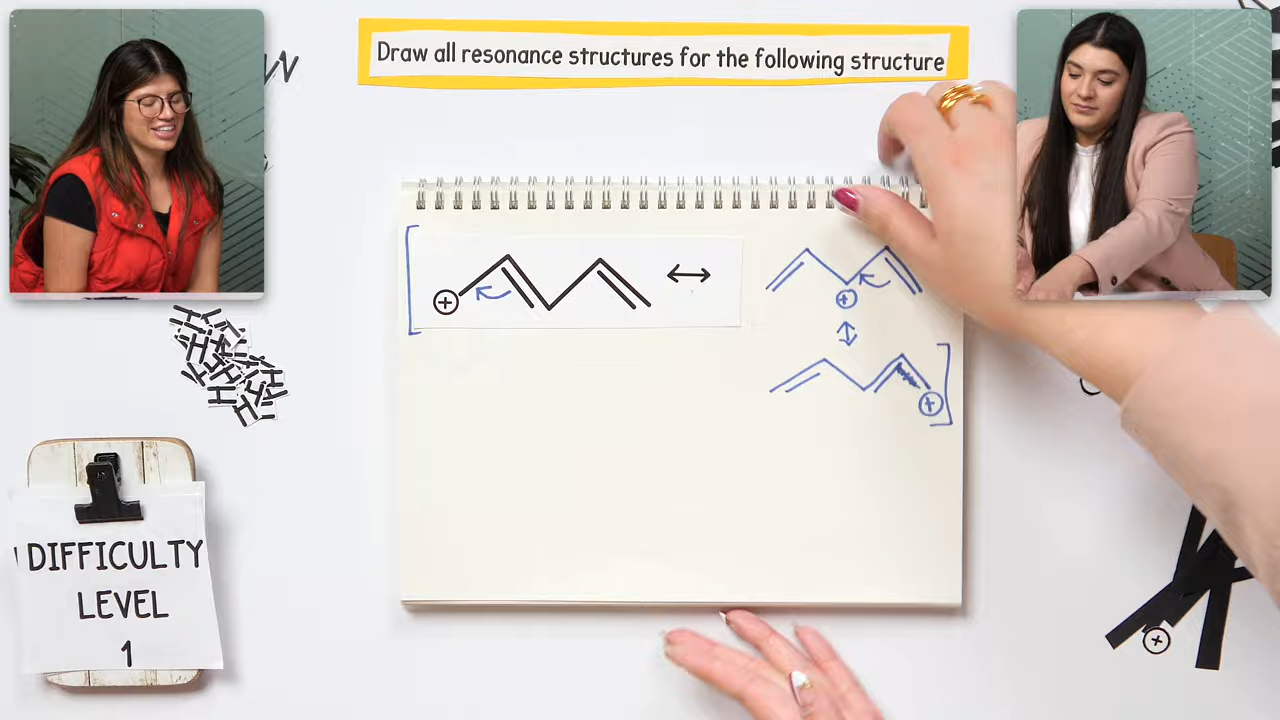 Draw all resonance structures for the following structure
DIFFICULTY
LEVEL
1